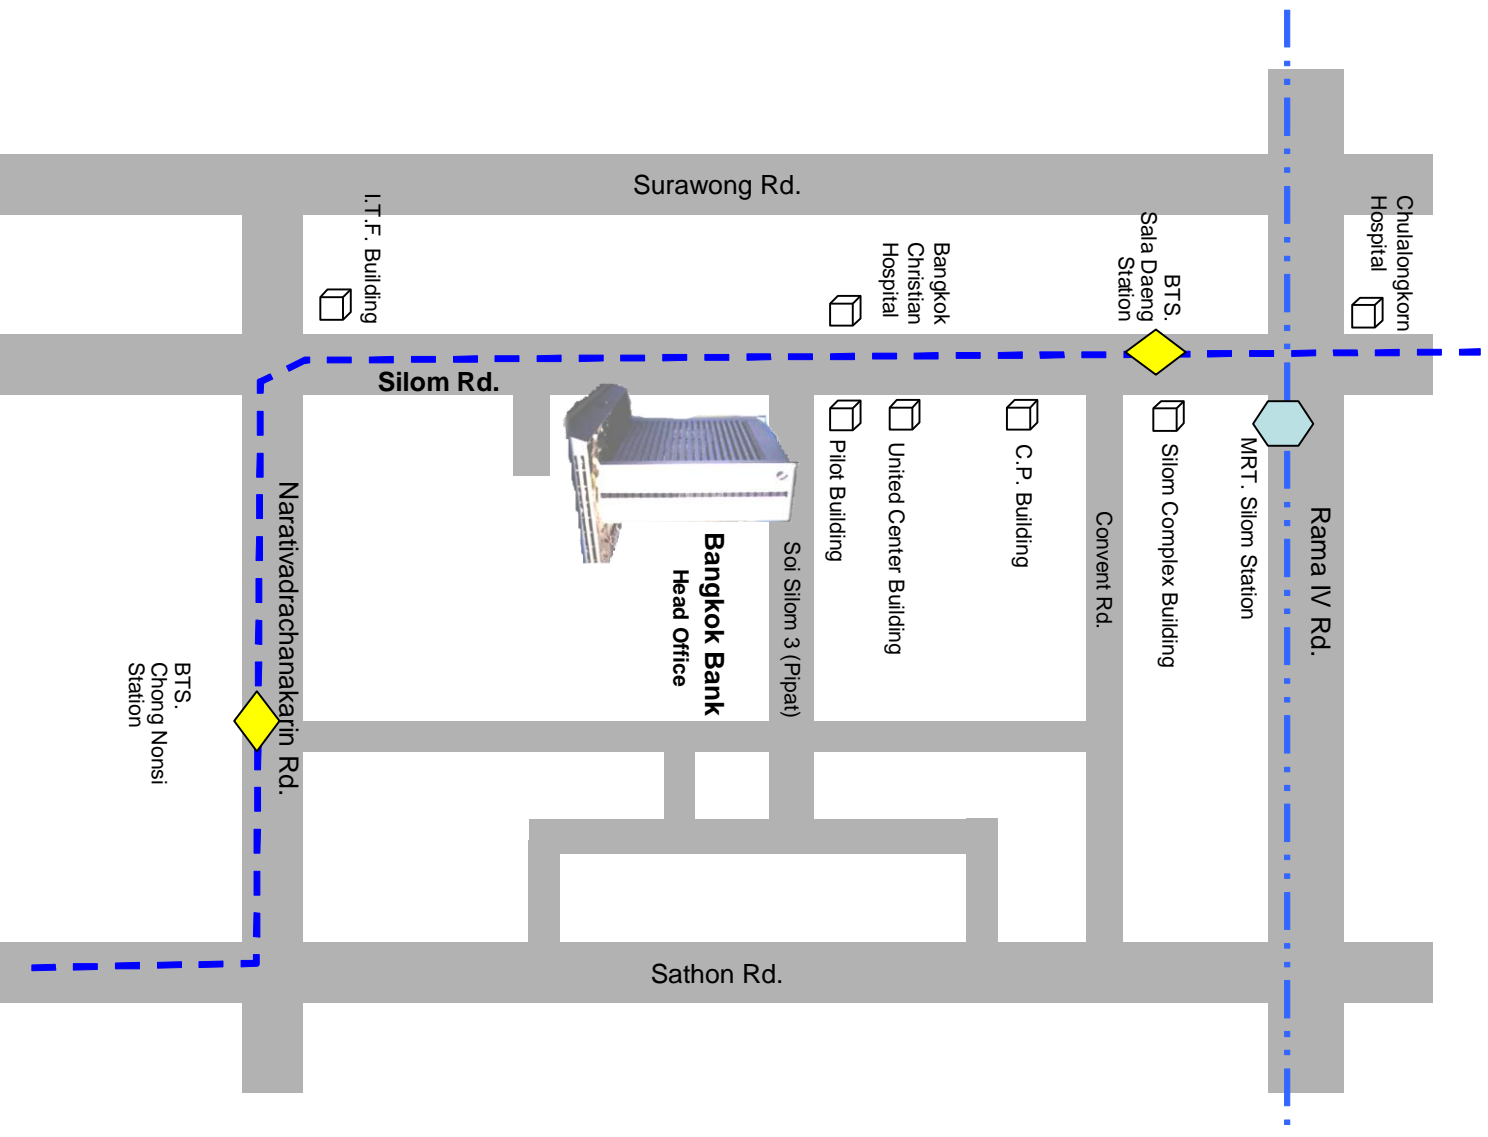 Surawong Rd.
I.T.F. Building
Bangkok
Christian
Hospital
BTS.
Sala Daeng
Station
Chulalongkorn
Hospital
Silom Rd.
Pilot Building
United Center Building
C.P. Building
Convent Rd.
Silom Complex Building
MRT. Silom Station
Rama IV Rd.
Narativadrachanakarin Rd.
Bangkok Bank
Head Office
Soi Silom 3 (Pipat)
BTS.
Chong Nonsi
Station
Sathon Rd.